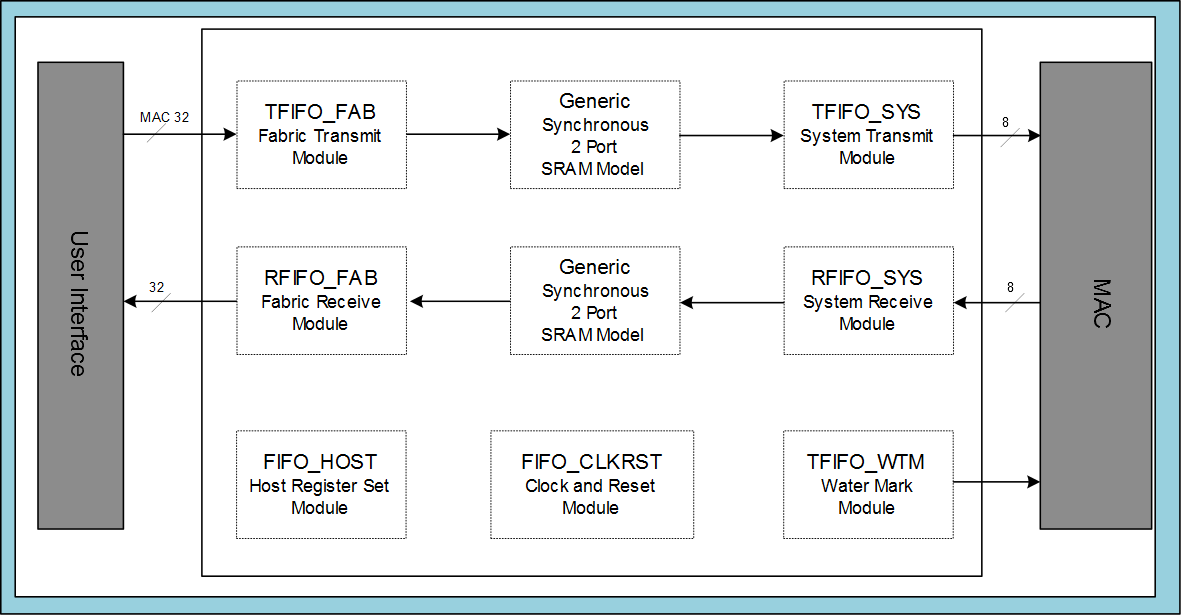 User Interface
MAC 32
TFIFO_FAB
Fabric Transmit
Module
Generic
Synchronous
2 Port
SRAM Model
TFIFO_SYS
System Transmit
Module
8
MAC
32
RFIFO_FAB
Fabric Receive
Module
Generic
Synchronous
2 Port
SRAM Model
RFIFO_SYS
System Receive
Module
8
FIFO_HOST
Host Register Set
Module
FIFO_CLKRST
Clock and Reset
Module
TFIFO_WTM
Water Mark
Module